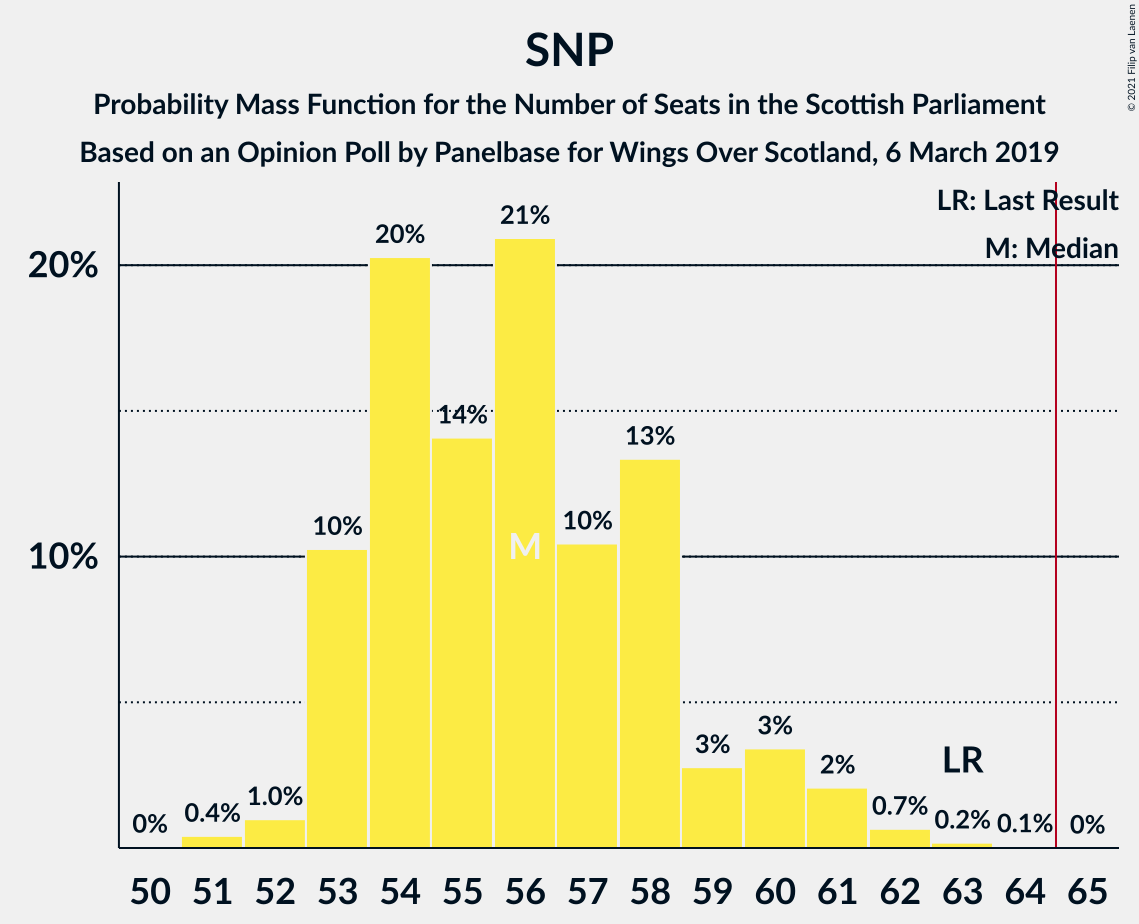 SNP
Probability Mass Function for the Number of Seats in the Scottish Parliament
Based on an Opinion Poll by Panelbase for Wings Over Scotland, 6 March 2019
© 2021 Filip van Laenen
LR: Last Result
M: Median
20%
10%
0%
0.4%
1.0%
10%
20%
14%
21%
M
10%
13%
3%
3%
2%
0.7%
LR
0.2%
0.1%
0%
50 51 52 53 54 55 56 57 58 59 60 61 62 63 64 65